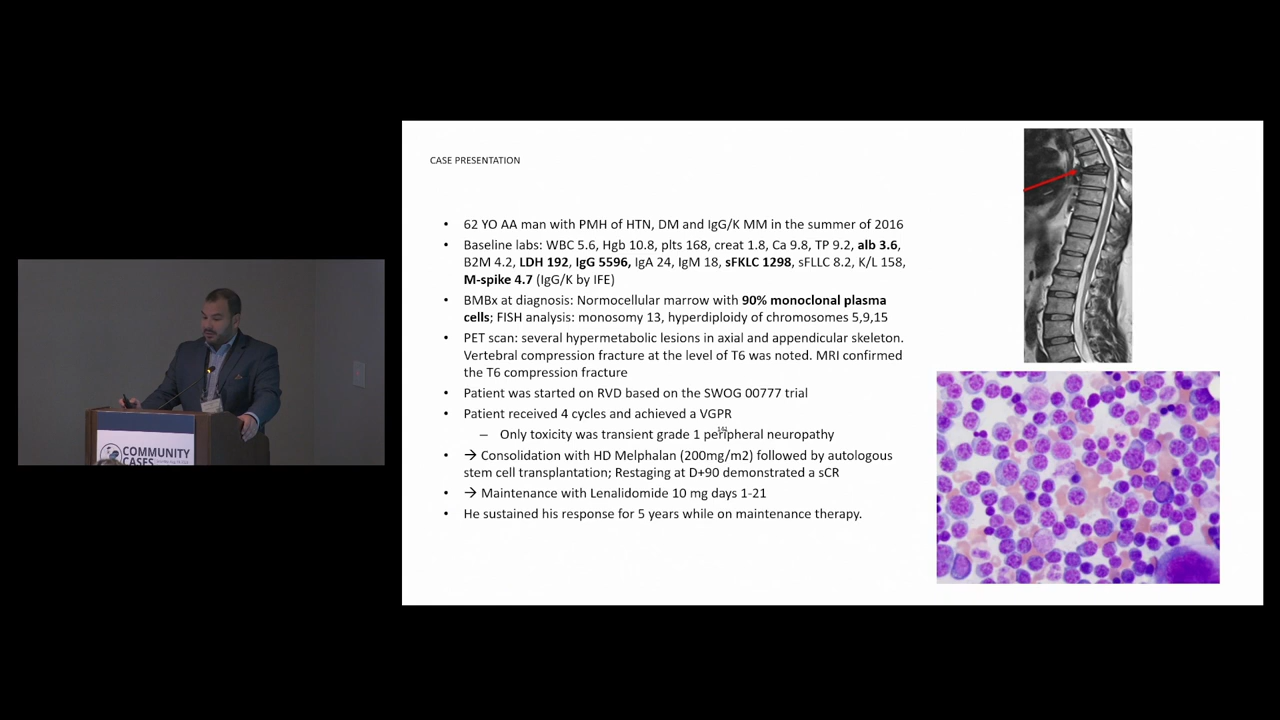 CASE PRESENTATION
• 62 YO AA man with PMH of HTN, DM and IgG/K MM in the summer of 2016
• Baseline labs: WBC 5.6, Hgb 10.8, plts 168, creat 1.8, Ca 9.8, TP 9.2, alb 3.6,
B2M 4.2, LDH 192, IgG 5596, IgA 24, IgM 18, sFKLC 1298, sFLLC 8.2, K/L 158,
M-spike 4.7 (IgG/K by IFE)
• BMBx at diagnosis: Normocellular marrow with 90% monoclonal plasma
cells; FISH analysis: monosomy 13, hyperdiploidy of chromosomes 5,9,15
• PET scan: several hypermetabolic lesions in axial and appendicular skeleton.
Vertebral compression fracture at the level of T6 was noted. MRI confirmed
the T6 compression fracture
• Patient was started on RVD based on the SWOG 00777 trial
• Patient received 4 cycles and achieved a VGPR
– Only toxicity was transient grade 1 peripheral neuropathy
• → Consolidation with HD Melphalan (200mg/m2) followed by autologous
stem cell transplantation; Restaging at D+90 demonstrated a sCR
• → Maintenance with Lenalidomide 10 mg days 1-21
• He sustained his response for 5 years while on maintenance therapy.
COMMUNITY
CASES